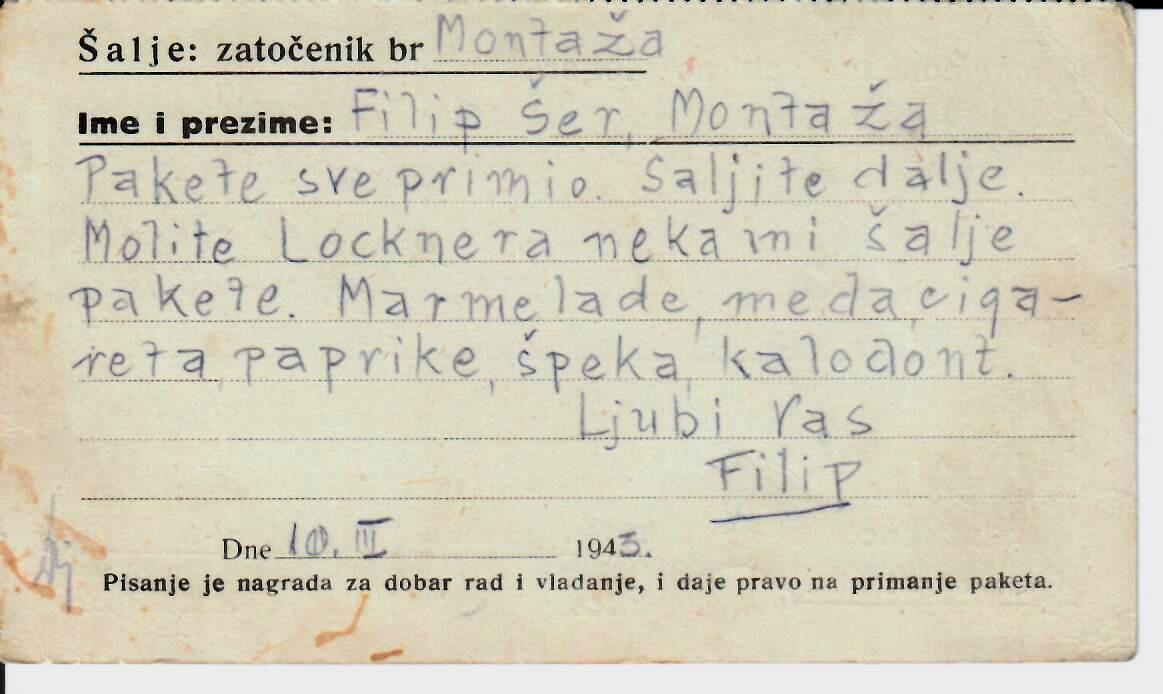 Šalje: zatočenik br Montaža
Ime i prezime: Filip Šer, Montaža
Pakete sve primio. Šaljite dalje.
Molite Locknera neka mi šalje
pakete. Marmelade, meda, ciga-
reta, paprike, špeka, kalodont.
Ljubi vas
Filip
Dne 10. III 1943.
Pisanje je nagrada za dobar rad i vladanje, i daje pravo na primanje paketa.